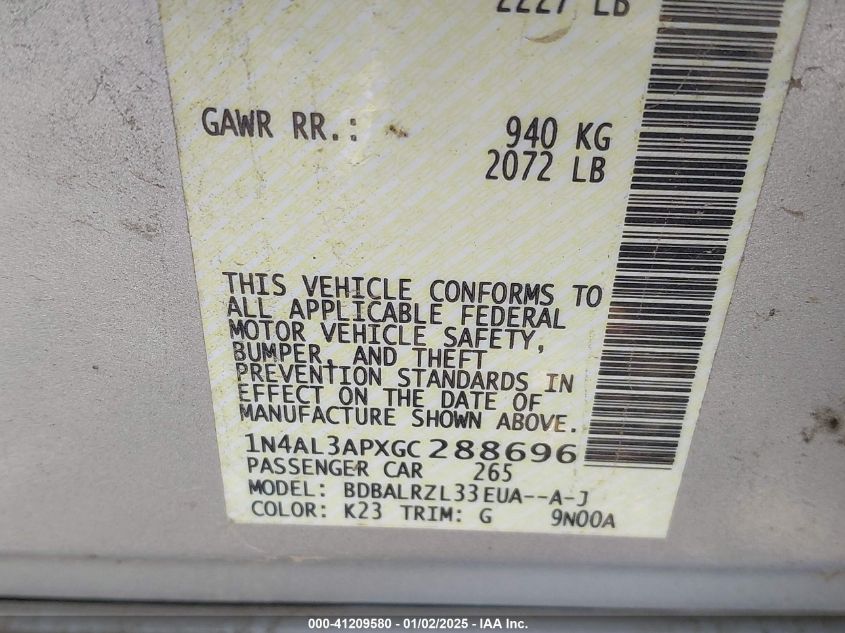 2227 LB
GAWR RR.: 940 KG
2072 LB
THIS VEHICLE CONFORMS TO
ALL APPLICABLE FEDERAL
MOTOR VEHICLE SAFETY,
BUMPER, AND THEFT
PREVENTION STANDARDS IN
EFFECT ON THE DATE OF
MANUFACTURE SHOWN ABOVE.
1N4AL3APXGC288696
PASSENGER CAR 265
MODEL: BDBALRZL33EUA--A-J
COLOR: K23 TRIM: G 9N00A
000-41209580 - 01/02/2025 - IAA Inc.